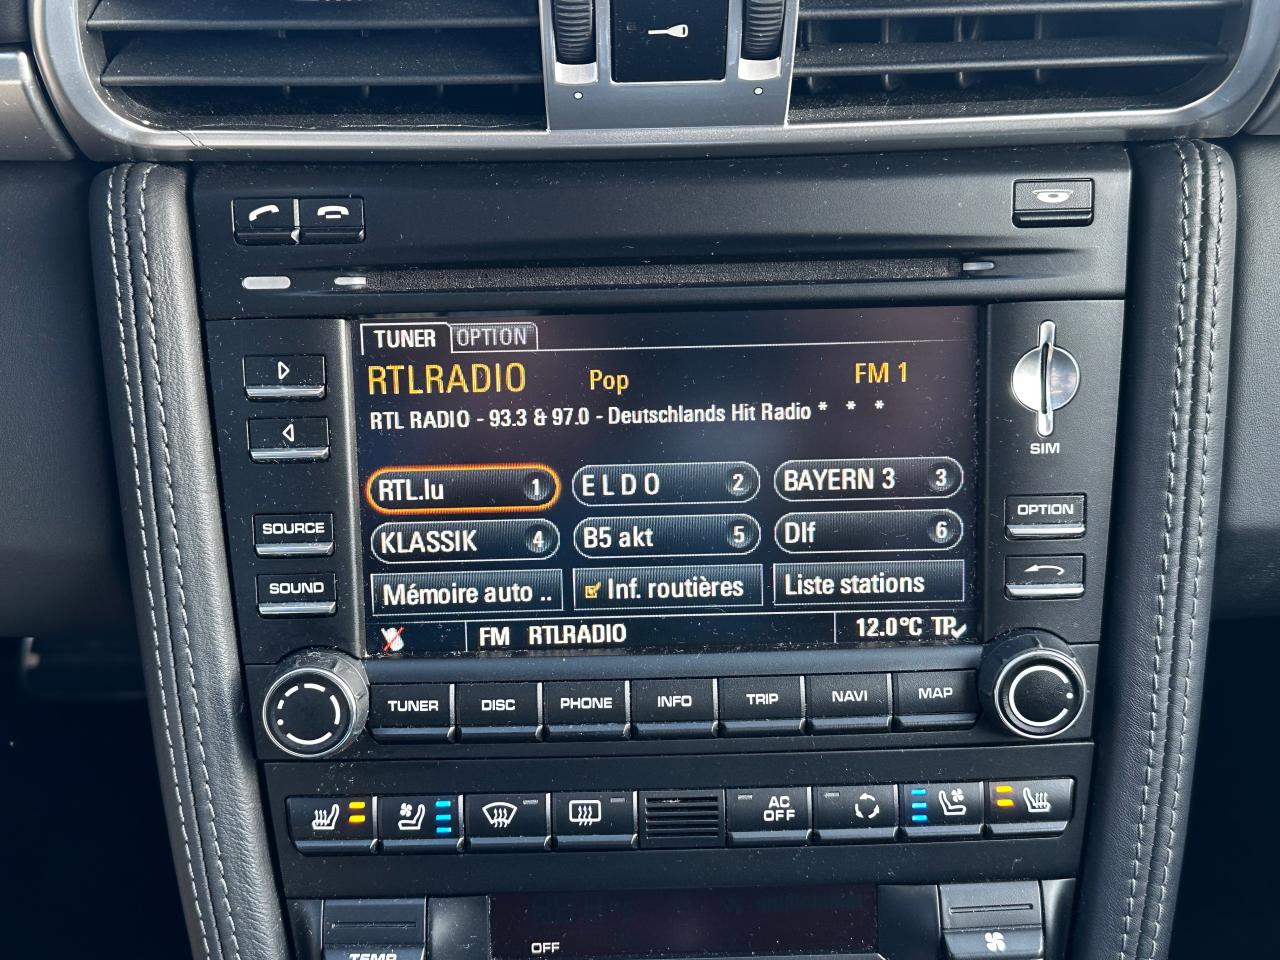 TUNER OPTION
RTLRADIO Pop FM 1
RTL RADIO - 93.3 & 97.0 - Deutschlands Hit Radio * * *
RTL.lu 1 ELDO 2 BAYERN 3 3
KLASSIK 4 B5 akt 5 Dlf 6
Mémoire auto .. Inf. routières Liste stations
FM RTLRADIO 12.0°C TP
SOURCE
SOUND
SIM
OPTION
TUNER DISC PHONE INFO TRIP NAVI MAP
AC
OFF
OFF
TEMP